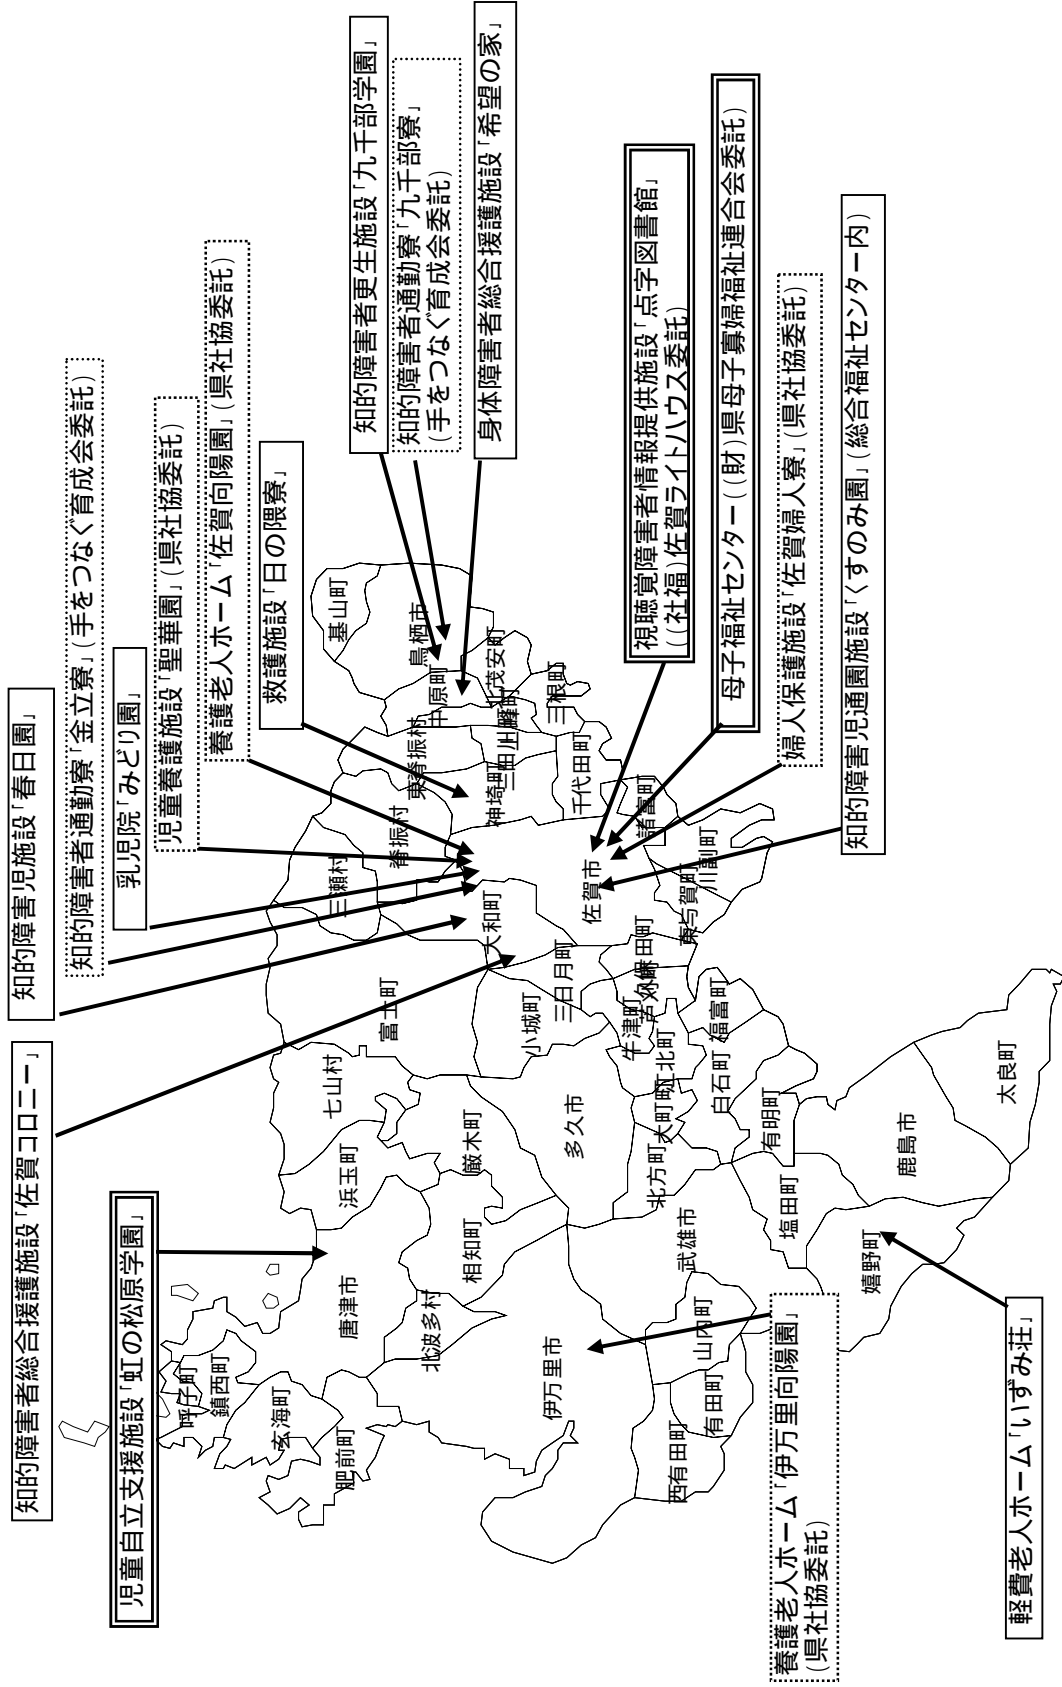 知的障害者総合援護施設「佐賀コロニー」
知的障害児施設「春日園」
知的障害者通勤寮「金立寮」(手をつなぐ育成会委託)
乳児院「みどり園」
児童養護施設「聖華園」(県社協委託)
養護老人ホーム「佐賀向陽園」(県社協委託)
救護施設「日の隈寮」
知的障害者更生施設「九千部学園」
知的障害者通勤寮「九千部寮」
(手をつなぐ育成会委託)
身体障害者総合援護施設「希望の家」
児童自立支援施設「虹の松原学園」
視聴覚障害者情報提供施設「点字図書館」
((社福)佐賀ライトハウス委託)
母子福祉センター((財)県母子寡婦福祉連合会委託)
婦人保護施設「佐賀婦人寮」(県社協委託)
知的障害児通園施設「くすのみ園」(総合福祉センター内)
養護老人ホーム「伊万里向陽園」
(県社協委託)
軽費老人ホーム「いずみ荘」
呼子町
鎮西町
玄海町
肥前町
唐津市
浜玉町
七山村
富士町
三瀬村
脊振村
東脊振村
鳥栖市
基山町
中原町
北茂安町
三根町
上峰町
三田川町
神埼町
千代田町
諸富町
川副町
東与賀町
佐賀市
大和町
久保田町
三日月町
小城町
牛津町
芦刈町
厳木町
相知町
北波多村
多久市
江北町
大町町
北方町
福富町
白石町
有明町
伊万里市
武雄市
山内町
有田町
西有田町
塩田町
嬉野町
鹿島市
太良町